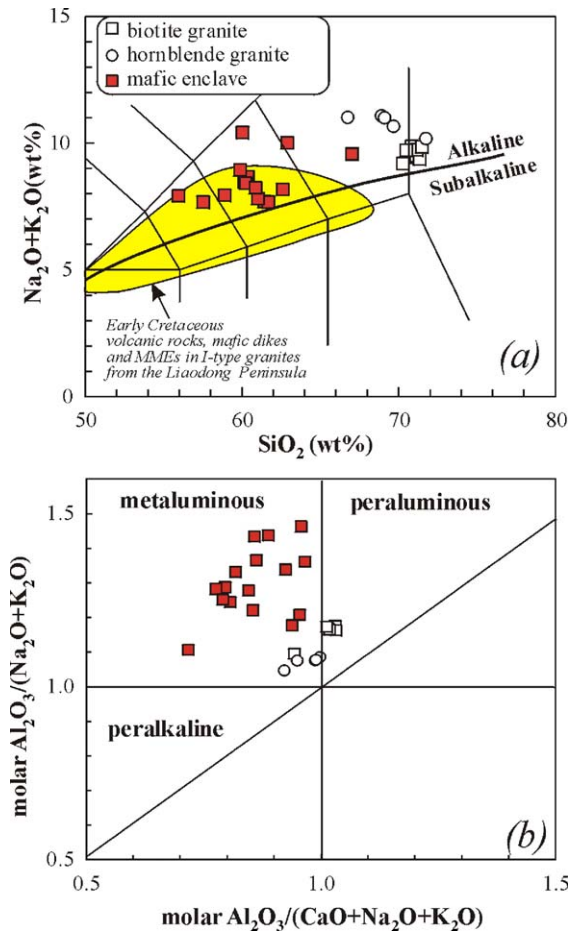 15
biotite granite
hornblende granite
mafic enclave
10
Alkaline
Subalkaline
Na₂O+K₂O(wt%)
5
Early Cretaceous
volcanic rocks, mafic dikes
and MMEs in I-type granites
from the Liaodong Peninsula
(a)
0
50 60 70 80
SiO₂ (wt%)
metaluminous peraluminous
1.5
molar Al₂O₃/(Na₂O+K₂O)
1.0
peralkaline
(b)
0.5
0.5 1.0 1.5
molar Al₂O₃/(CaO+Na₂O+K₂O)